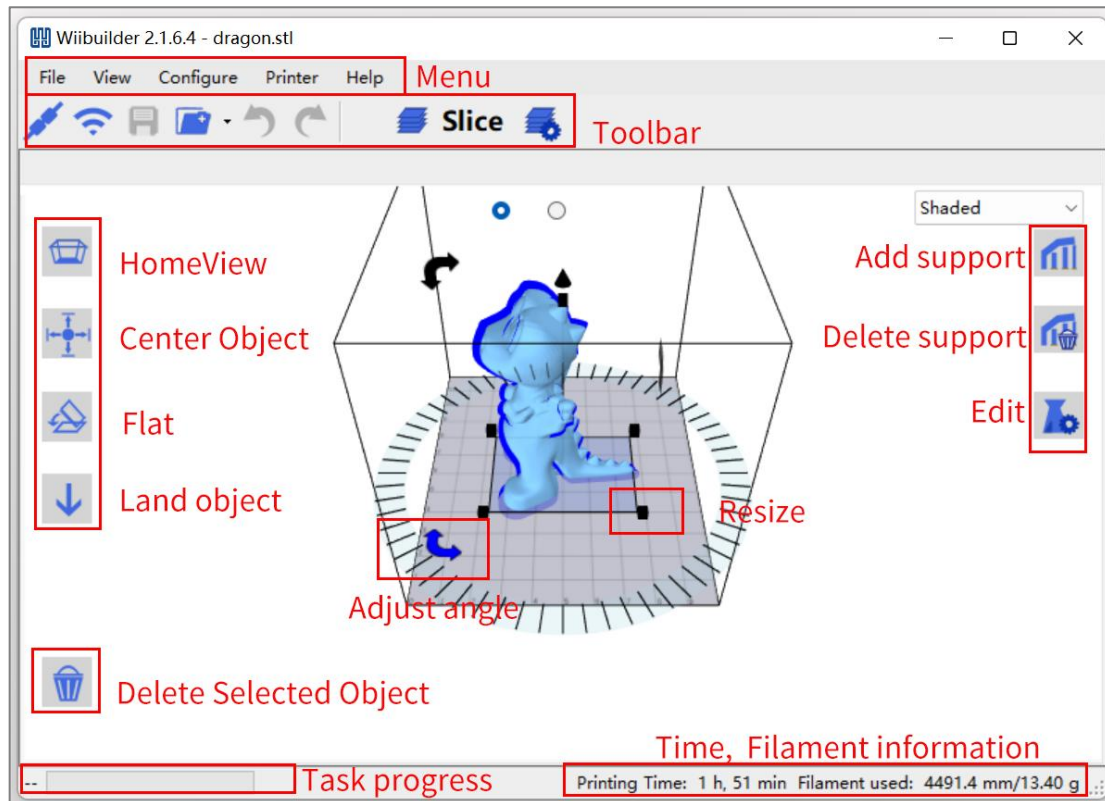 Wiibuilder 2.1.6.4 - dragon.stl
File View Configure Printer Help Menu
Slice Toolbar
Shaded
HomeView
Add support
Center Object
Delete support
Flat
Edit
Land object
Resize
Adjust angle
Delete Selected Object
Time, Filament information
-- Task progress
Printing Time: 1 h, 51 min Filament used: 4491.4 mm/13.40 g